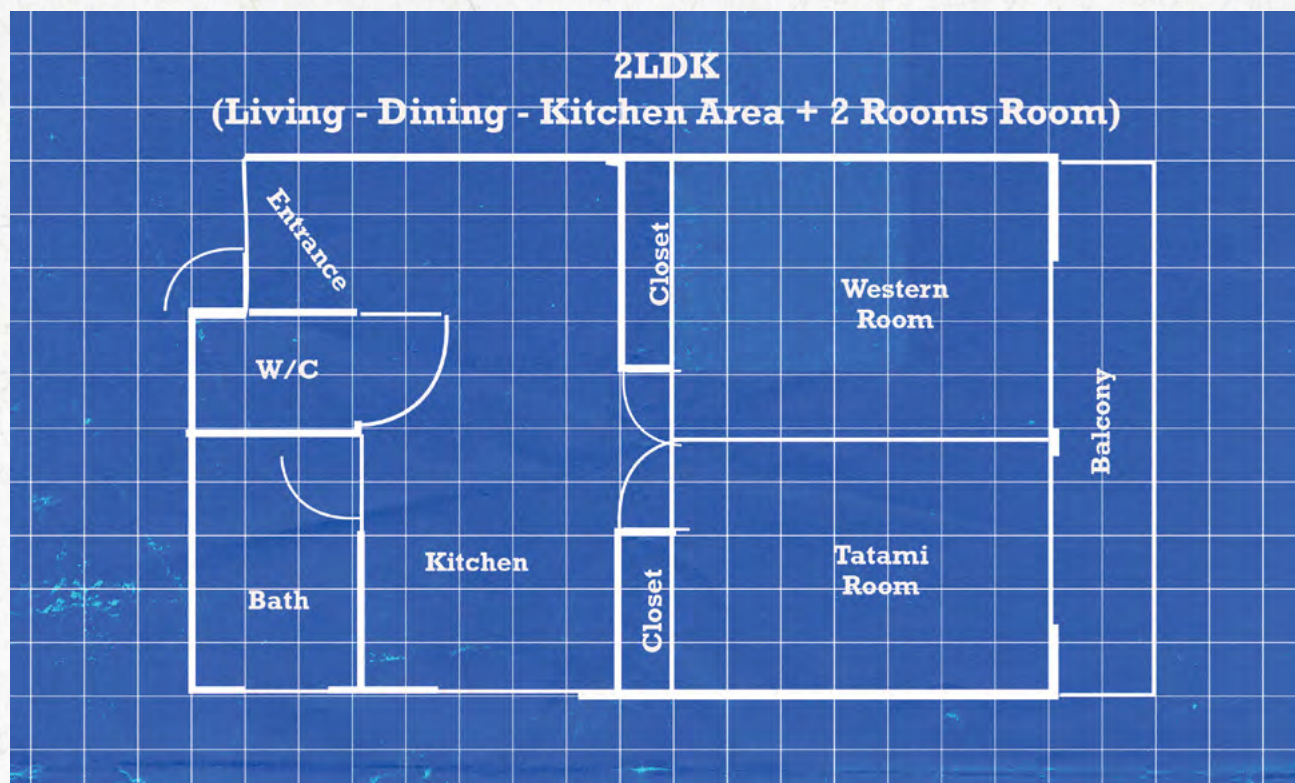 2LDK
(Living - Dining - Kitchen Area + 2 Rooms Room)
Entrance
Closet
Western
Room
W/C
Balcony
Kitchen
Tatami
Room
Bath
Closet